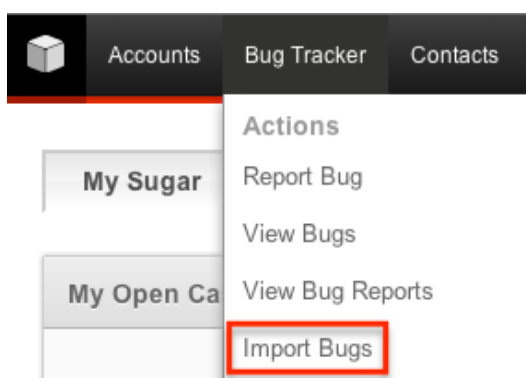 Accounts Bug Tracker Contacts
Actions
My Sugar Report Bug
View Bugs
My Open Ca View Bug Reports
Import Bugs